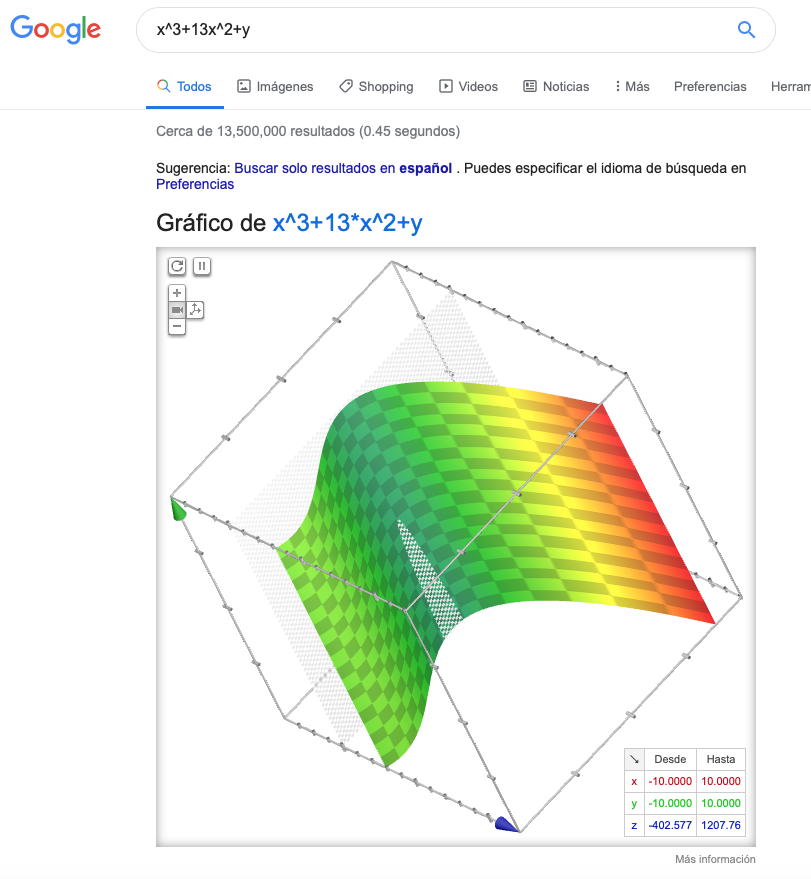 Google
x^3+13x^2+y
Todos Imágenes Shopping Videos Noticias Más Preferencias Herram
Cerca de 13,500,000 resultados (0.45 segundos)
Sugerencia: Buscar solo resultados en español . Puedes especificar el idioma de búsqueda en
Preferencias
Gráfico de x^3+13*x^2+y
Desde Hasta
x -10.0000 10.0000
y -10.0000 10.0000
z -402.577 1207.76
Más información